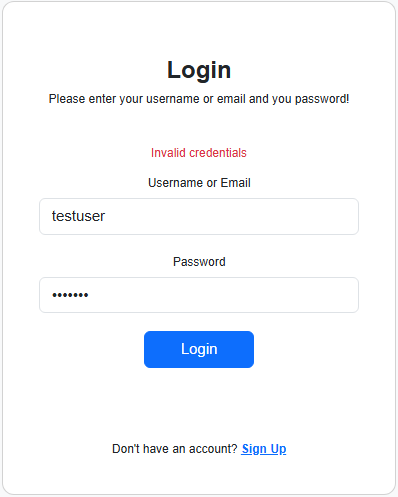 Login
Please enter your username or email and you password!
Invalid credentials
Username or Email
testuser
Password
•••••••
Login
Don't have an account? Sign Up